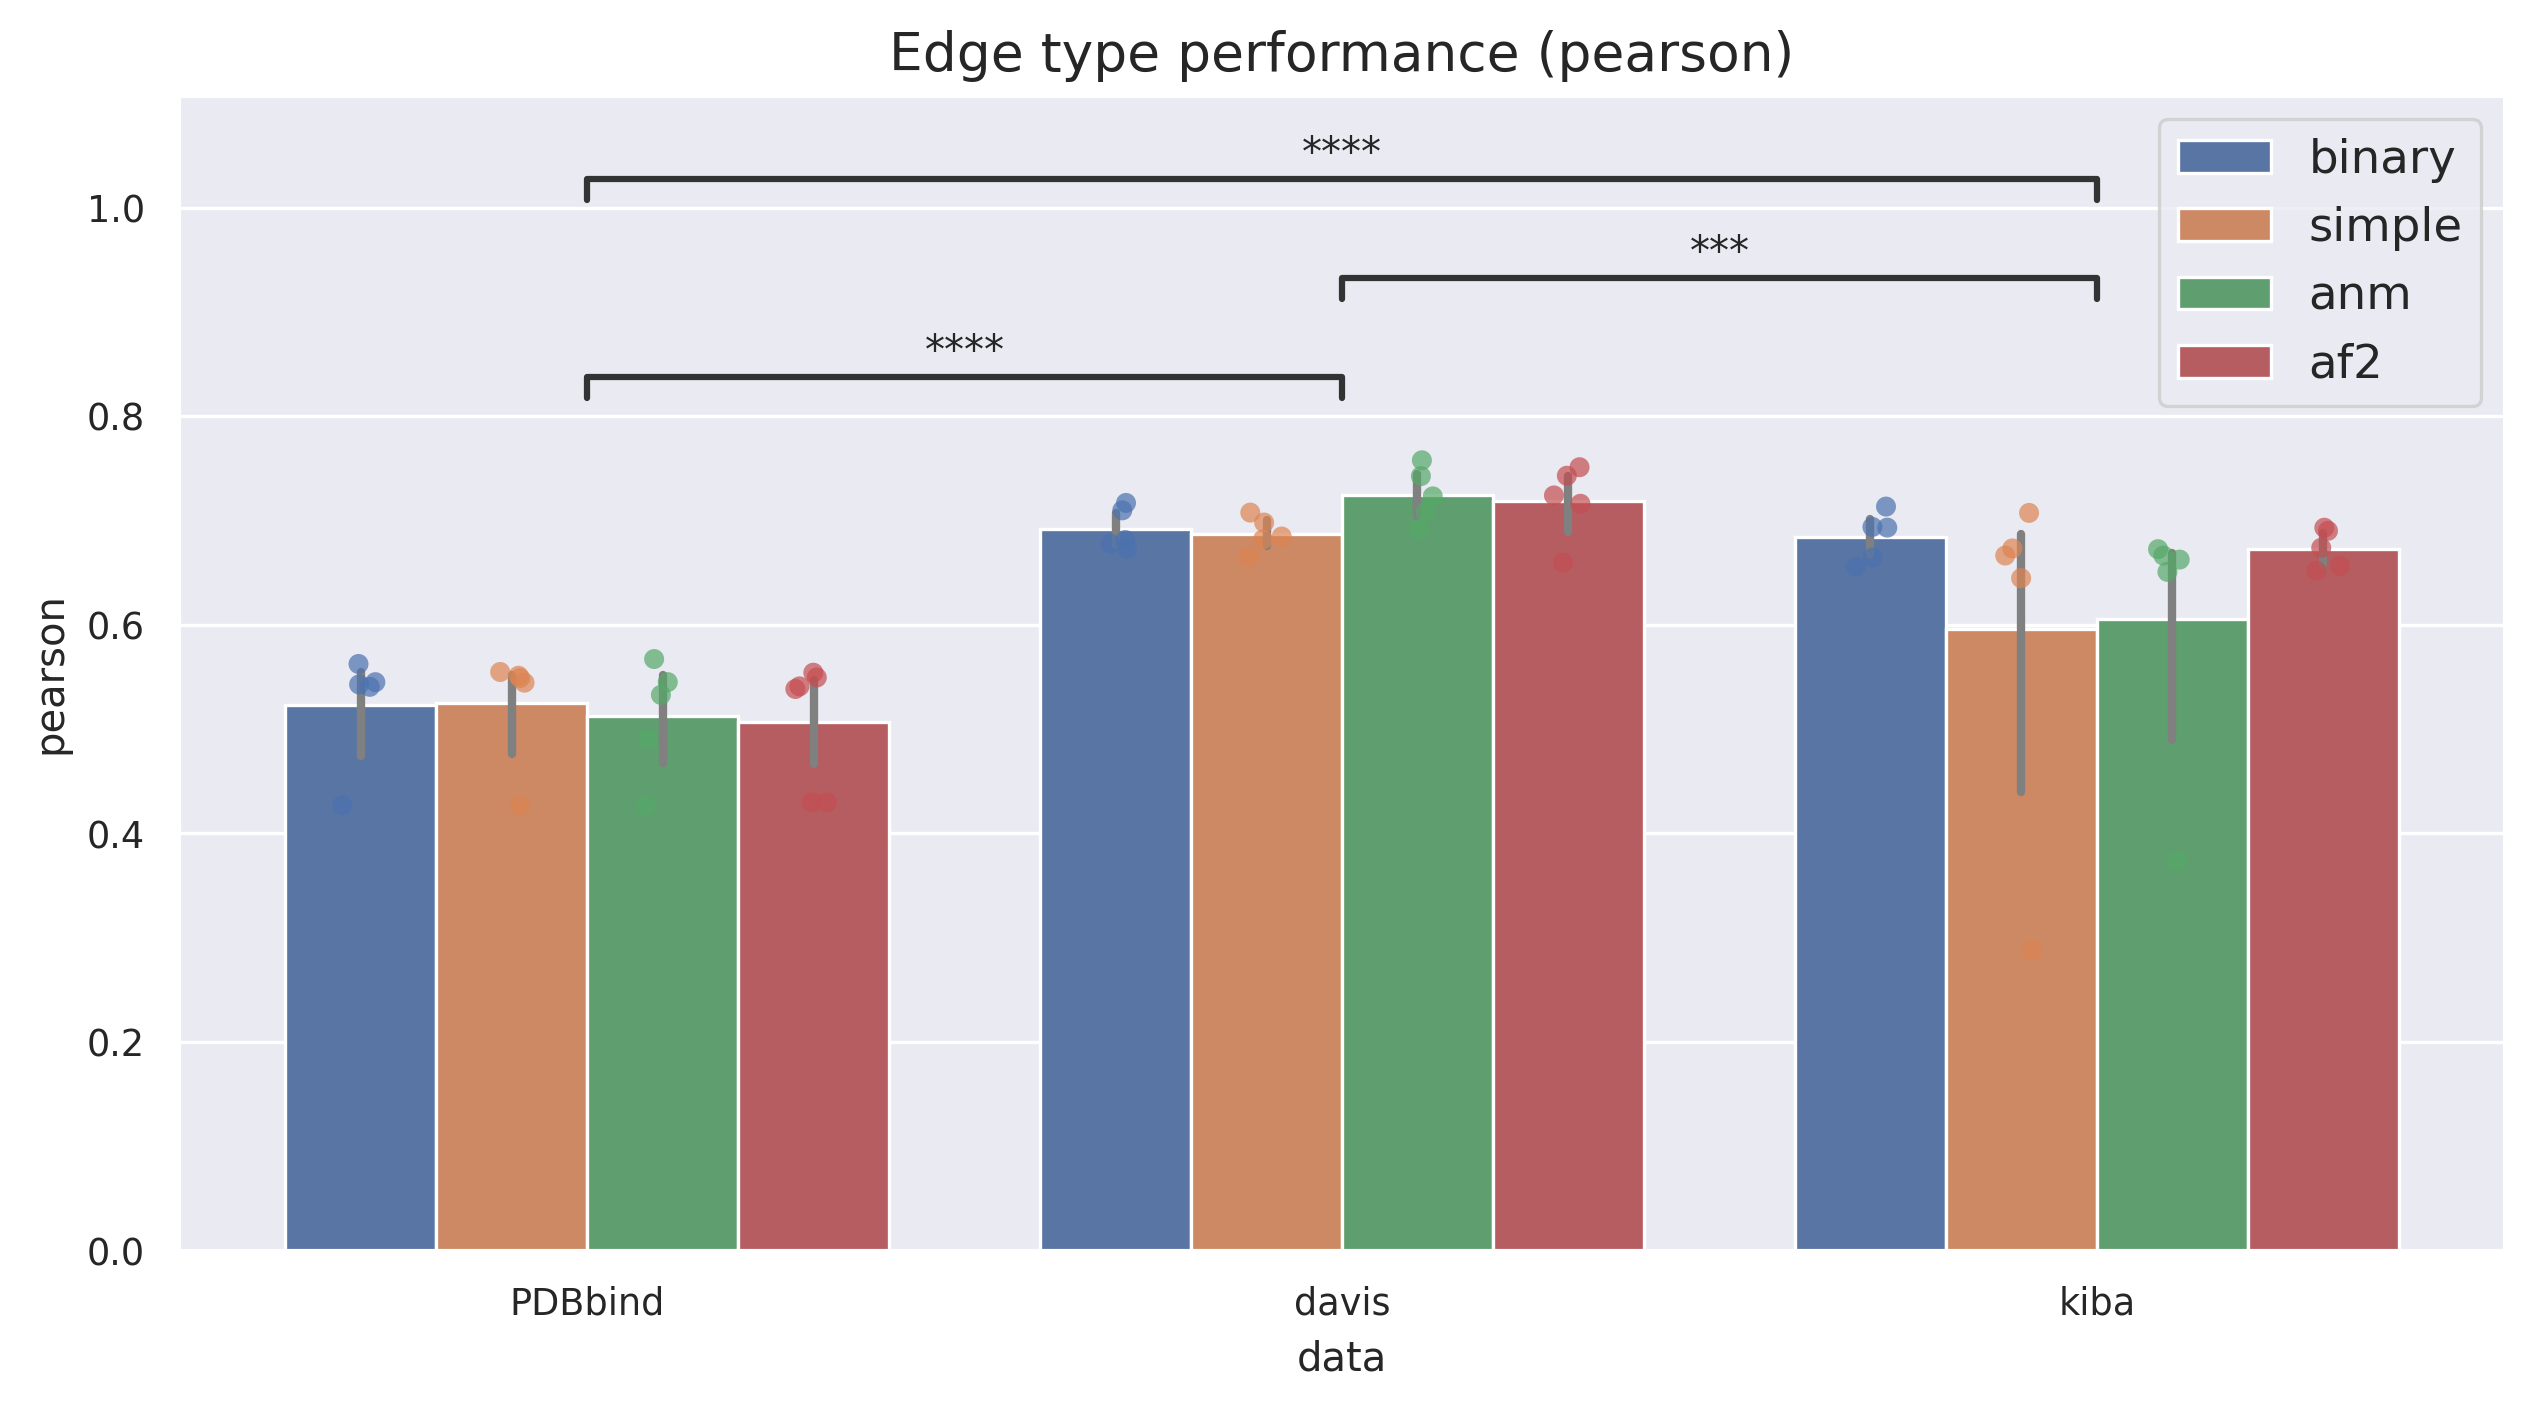 Edge type performance (pearson)
****
***
****
binary
simple
anm
af2
1.0
0.8
0.6
0.4
0.2
0.0
pearson
PDBbind
davis
kiba
data